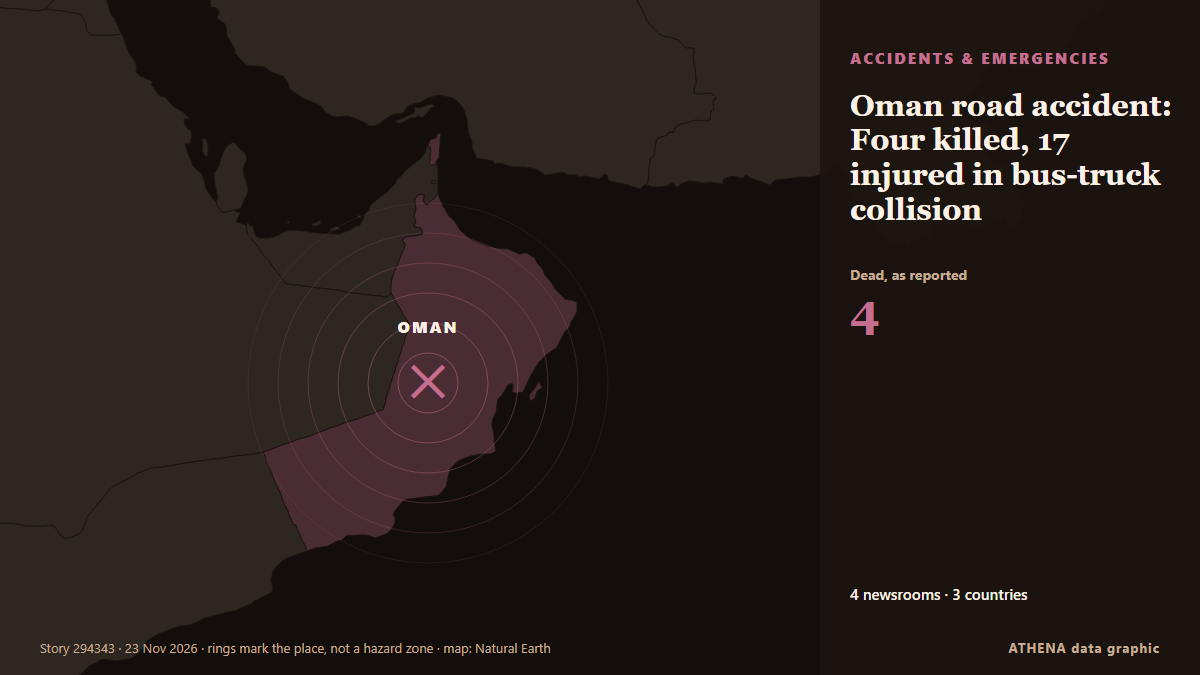 ACCIDENTS & EMERGENCIES
Oman road accident:
Four killed, 17
injured in bus-truck
collision
Dead, as reported
4
OMAN
4 newsrooms · 3 countries
Story 294343 · 23 Nov 2026 · rings mark the place, not a hazard zone · map: Natural Earth
ATHENA data graphic